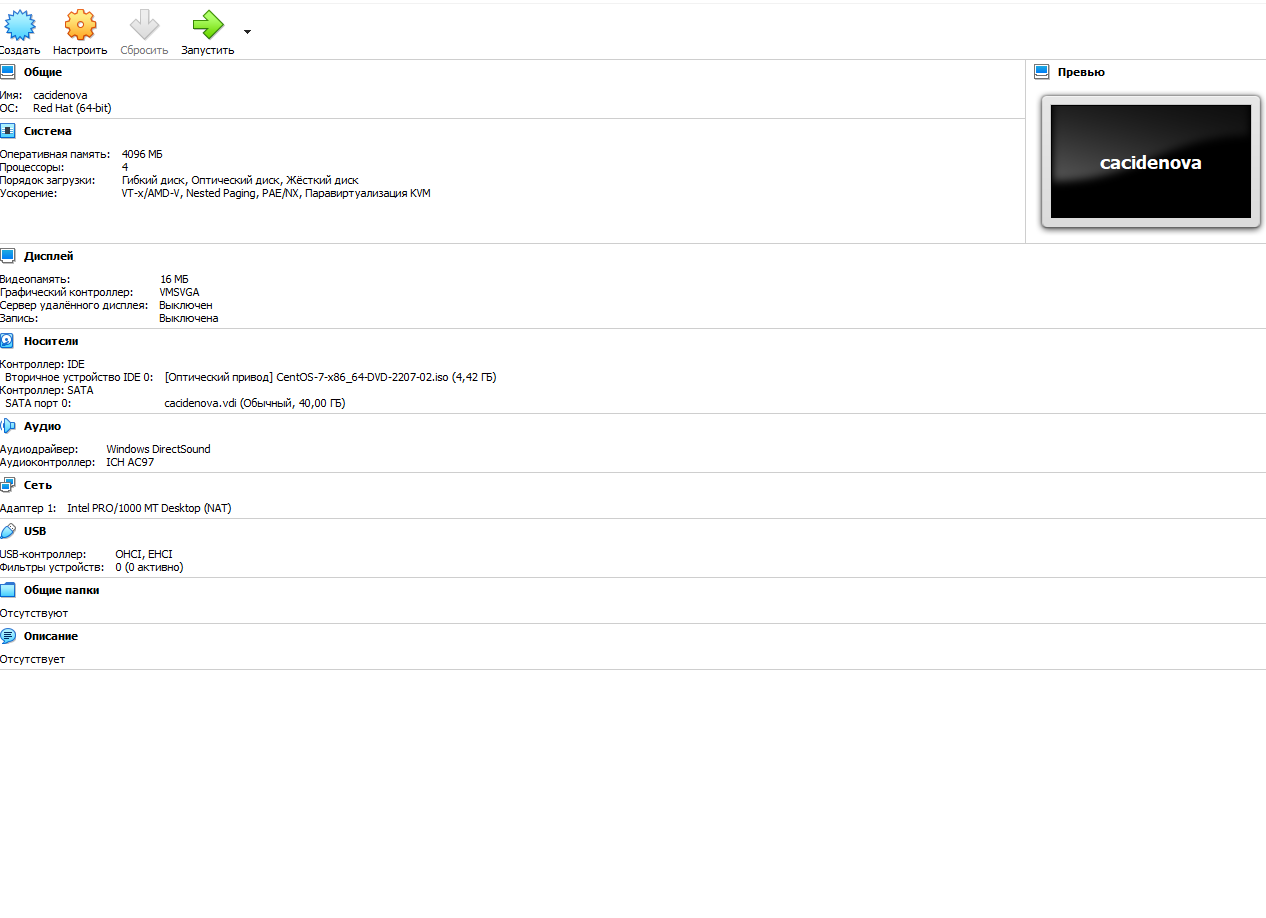 Создать Настроить Сбросить Запустить
Общие
Имя: cacidenova
ОС: Red Hat (64-bit)
Превью
cacidenova
Система
Оперативная память: 4096 МБ
Процессоры: 4
Порядок загрузки: Гибкий диск, Оптический диск, Жёсткий диск
Ускорение: VT-x/AMD-V, Nested Paging, PAE/NX, Паравиртуализация KVM
Дисплей
Видеопамять: 16 МБ
Графический контроллер: VMSVGA
Сервер удалённого дисплея: Выключен
Запись: Выключена
Носители
Контроллер: IDE
Вторичное устройство IDE 0: [Оптический привод] CentOS-7-x86_64-DVD-2207-02.iso (4,42 ГБ)
Контроллер: SATA
SATA порт 0: cacidenova.vdi (Обычный, 40,00 ГБ)
Аудио
Аудиодрайвер: Windows DirectSound
Аудиоконтроллер: ICH AC97
Сеть
Адаптер 1: Intel PRO/1000 MT Desktop (NAT)
USB
USB-контроллер: OHCI, EHCI
Фильтры устройств: 0 (0 активно)
Общие папки
Отсутствуют
Описание
Отсутствует